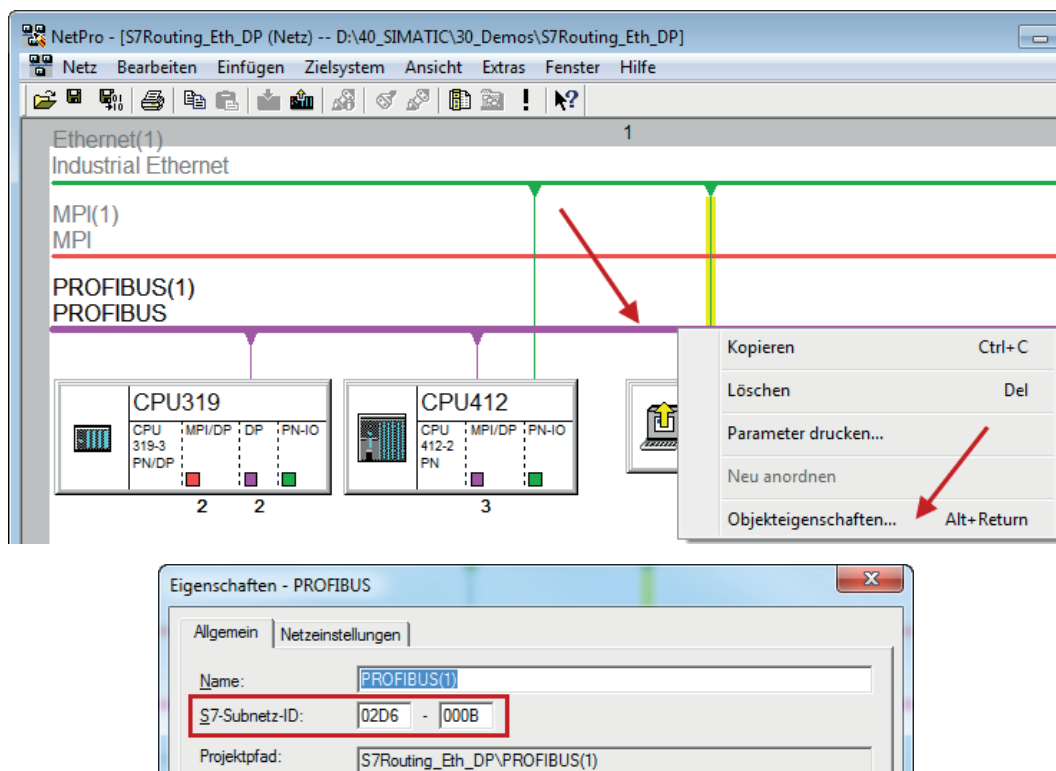 NetPro - [S7Routing_Eth_DP (Netz) -- D:\40_SIMATIC\30_Demos\S7Routing_Eth_DP]
Netz Bearbeiten Einfügen Zielsystem Ansicht Extras Fenster Hilfe
1
Ethernet(1)
Industrial Ethernet
MPI(1)
MPI
PROFIBUS(1)
PROFIBUS
CPU319
CPU 319-3 PN/DP MPI/DP DP PN-IO
2 2
CPU412
CPU 412-2 PN MPI/DP PN-IO
3
Kopieren Ctrl+C
Löschen Del
Parameter drucken...
Neu anordnen
Objekteigenschaften... Alt+Return
Eigenschaften - PROFIBUS
Allgemein Netzeinstellungen
Name: PROFIBUS(1)
S7-Subnetz-ID: 02D6 - 000B
Projektpfad: S7Routing_Eth_DP\PROFIBUS(1)